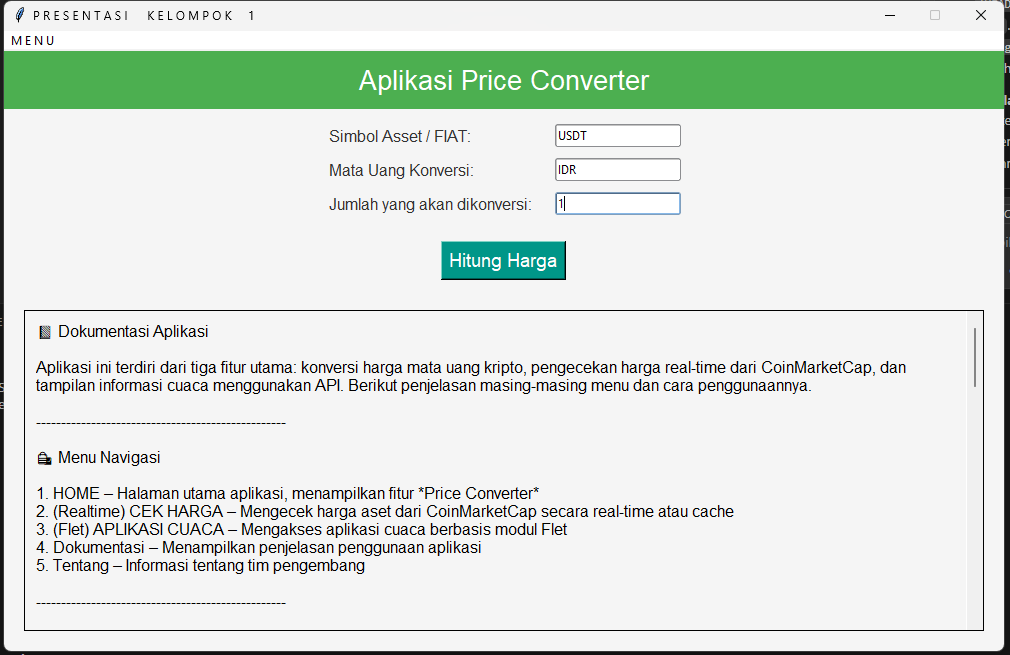 PRESENTASI KELOMPOK 1
MENU
Aplikasi Price Converter
Simbol Asset / FIAT: USDT
Mata Uang Konversi: IDR
Jumlah yang akan dikonversi: 1
Hitung Harga
Dokumentasi Aplikasi
Aplikasi ini terdiri dari tiga fitur utama: konversi harga mata uang kripto, pengecekan harga real-time dari CoinMarketCap, dan
tampilan informasi cuaca menggunakan API. Berikut penjelasan masing-masing menu dan cara penggunaannya.
--------------------------------------------------
Menu Navigasi
1. HOME – Halaman utama aplikasi, menampilkan fitur *Price Converter*
2. (Realtime) CEK HARGA – Mengecek harga aset dari CoinMarketCap secara real-time atau cache
3. (Flet) APLIKASI CUACA – Mengakses aplikasi cuaca berbasis modul Flet
4. Dokumentasi – Menampilkan penjelasan penggunaan aplikasi
5. Tentang – Informasi tentang tim pengembang
--------------------------------------------------